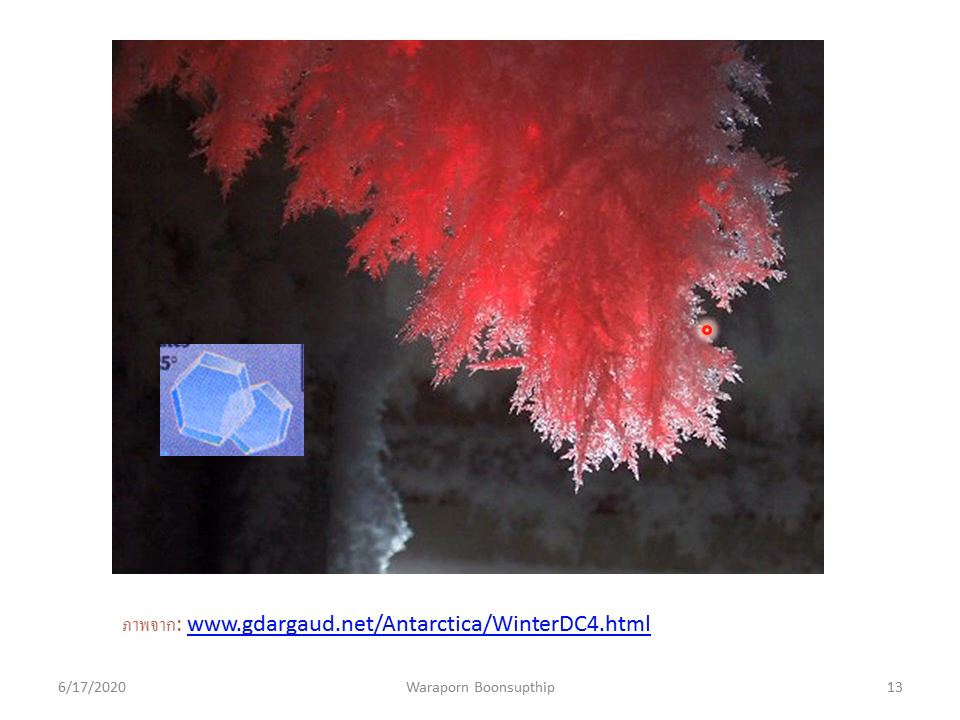 5°
ภาพจาก: www.gdargaud.net/Antarctica/WinterDC4.html
6/17/2020
Waraporn Boonsupthip
13